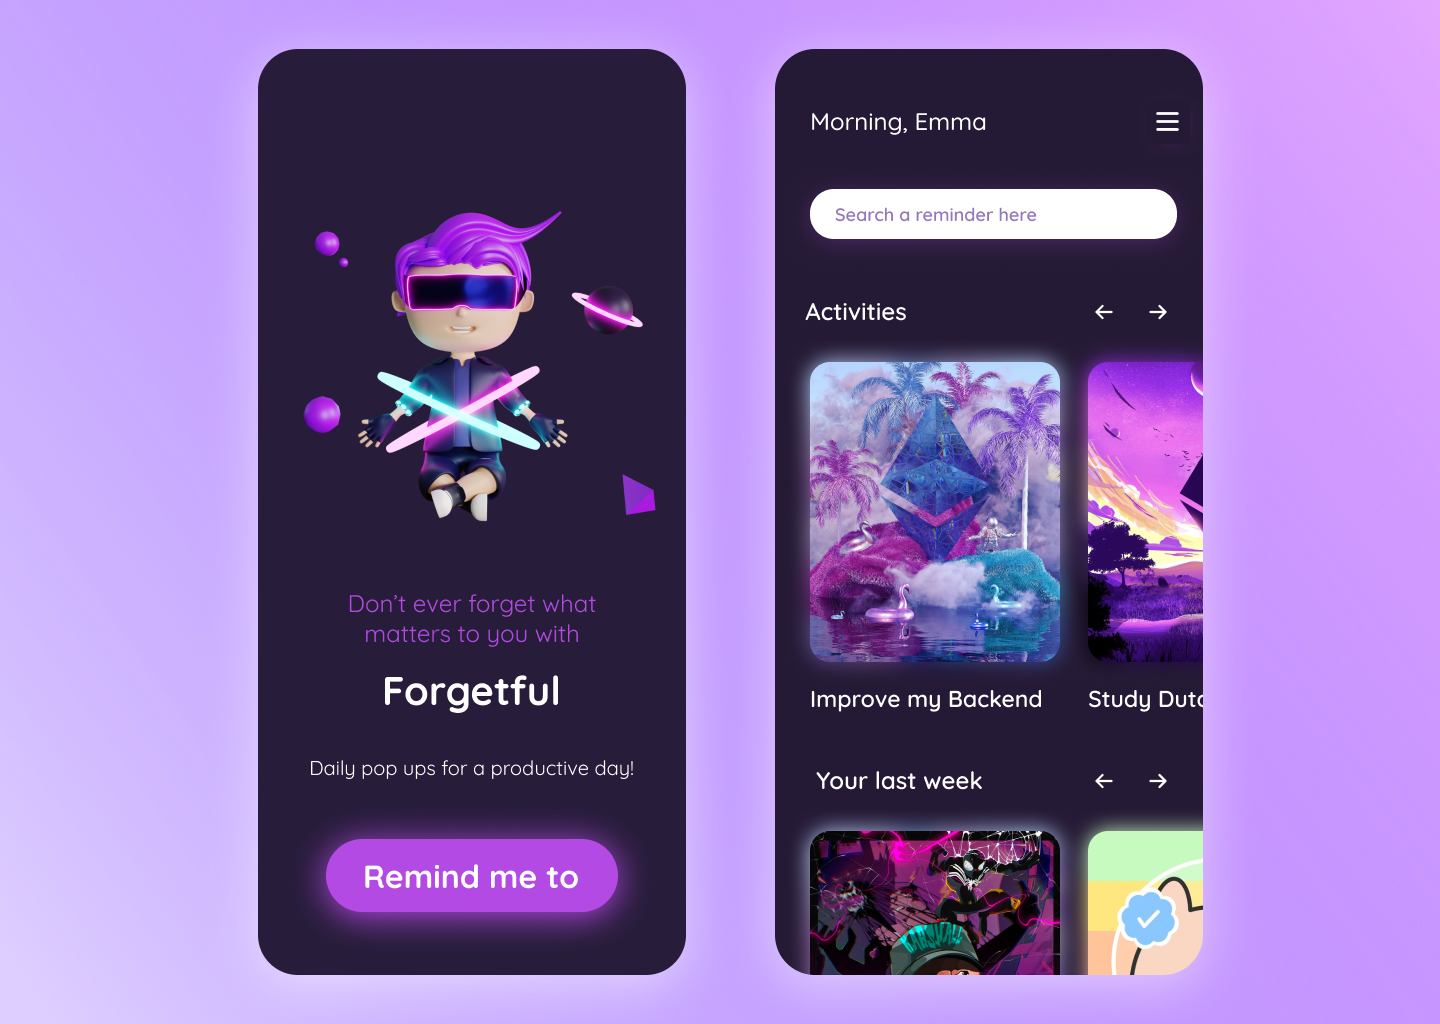 Don't ever forget what
matters to you with
Forgetful
Daily pop ups for a productive day!
Remind me to
Morning, Emma
Search a reminder here
Activities
Improve my Backend
Study Dutc
Your last week